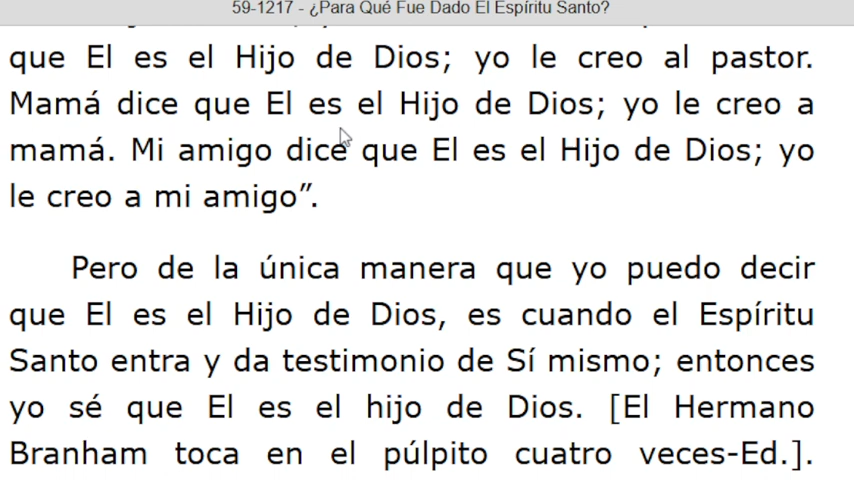 59-1217 - ¿Para Qué Fue Dado El Espíritu Santo?
que El es el Hijo de Dios; yo le creo al pastor.
Mamá dice que El es el Hijo de Dios; yo le creo a
mamá. Mi amigo dice que El es el Hijo de Dios; yo
le creo a mi amigo”.
Pero de la única manera que yo puedo decir
que El es el Hijo de Dios, es cuando el Espíritu
Santo entra y da testimonio de Sí mismo; entonces
yo sé que El es el hijo de Dios. [El Hermano
Branham toca en el púlpito cuatro veces-Ed.].